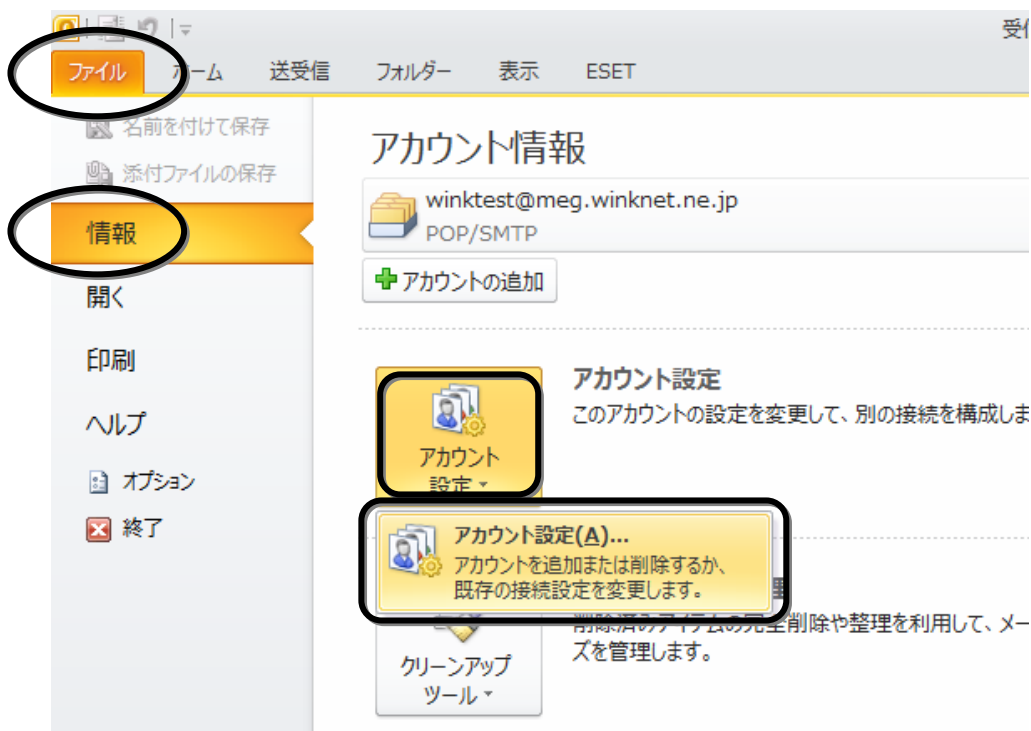 受信
ファイル ホーム 送受信 フォルダー 表示 ESET
名前を付けて保存
添付ファイルの保存
情報
開く
印刷
ヘルプ
オプション
終了
アカウント情報
winktest@meg.winknet.ne.jp
POP/SMTP
アカウントの追加
アカウント
設定
アカウント設定
このアカウントの設定を変更して、別の接続を構成しま
アカウント設定(A)...
アカウントを追加または削除するか、
既存の接続設定を変更します。
削除済みアイテムの完全削除や整理を利用して、メー
ズを管理します。
クリーンアップ
ツール